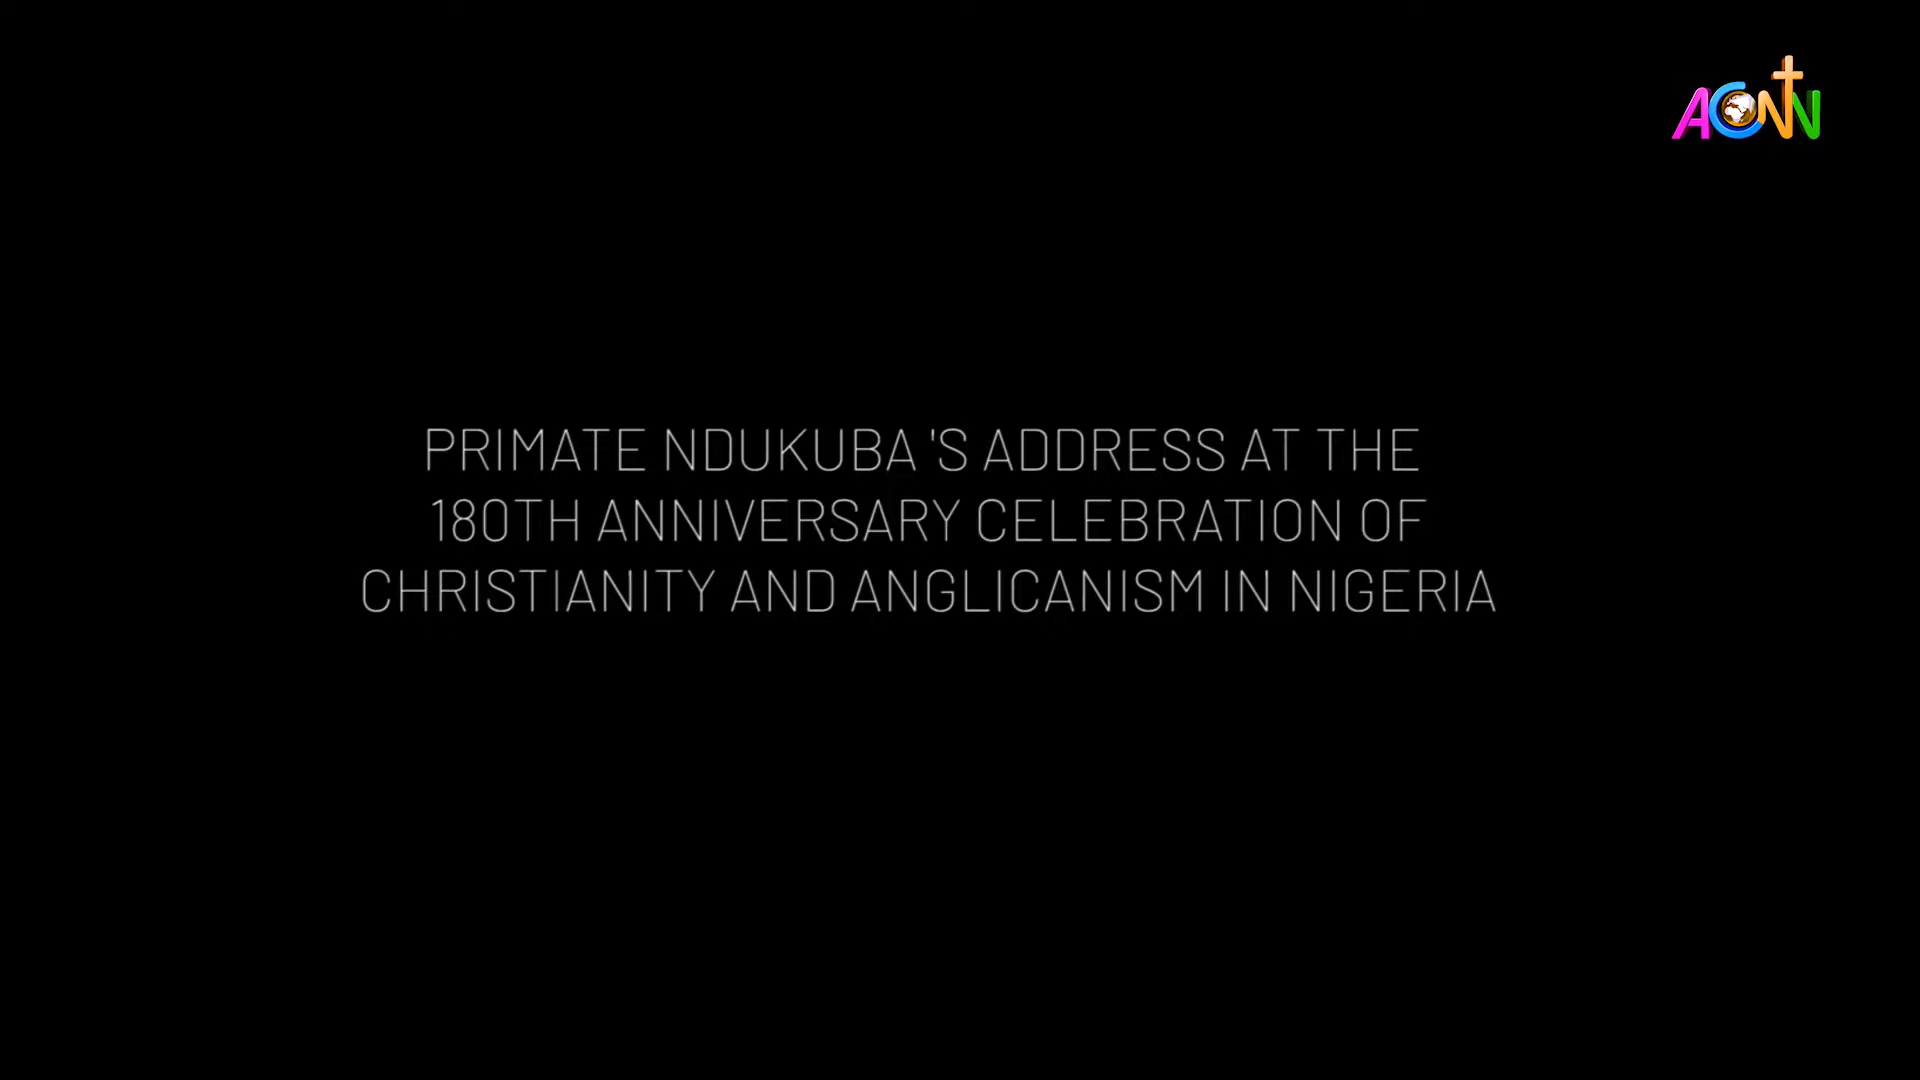 ACNN
PRIMATE NDUKUBA 'S ADDRESS AT THE
180TH ANNIVERSARY CELEBRATION OF
CHRISTIANITY AND ANGLICANISM IN NIGERIA